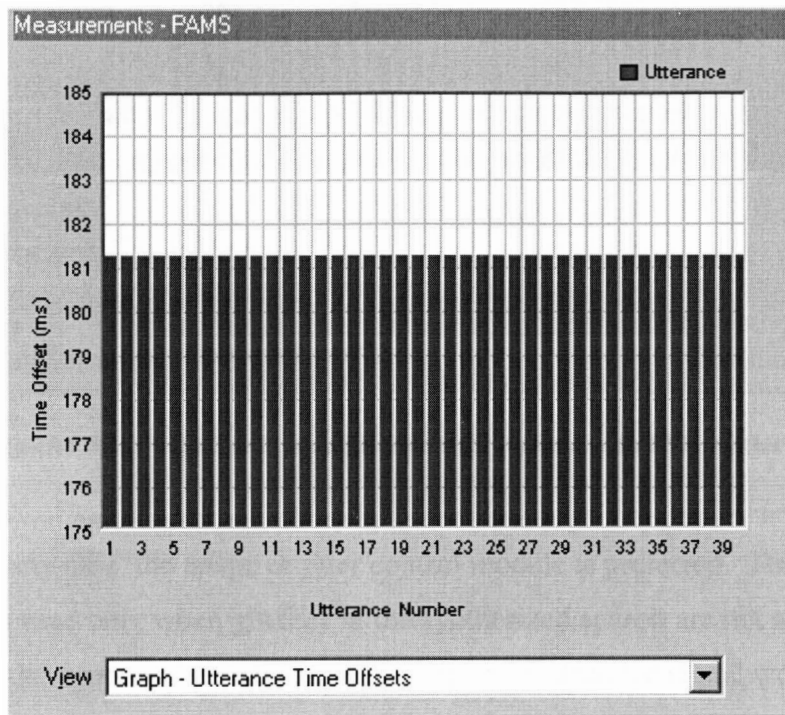 Measurements - PAMS
Utterance
185
184
183
182
181
180
179
178
177
176
175
Time Offset (ms)
1 3 5 7 9 11 13 15 17 19 21 23 25 27 29 31 33 35 37 39
Utterance Number
View Graph - Utterance Time Offsets